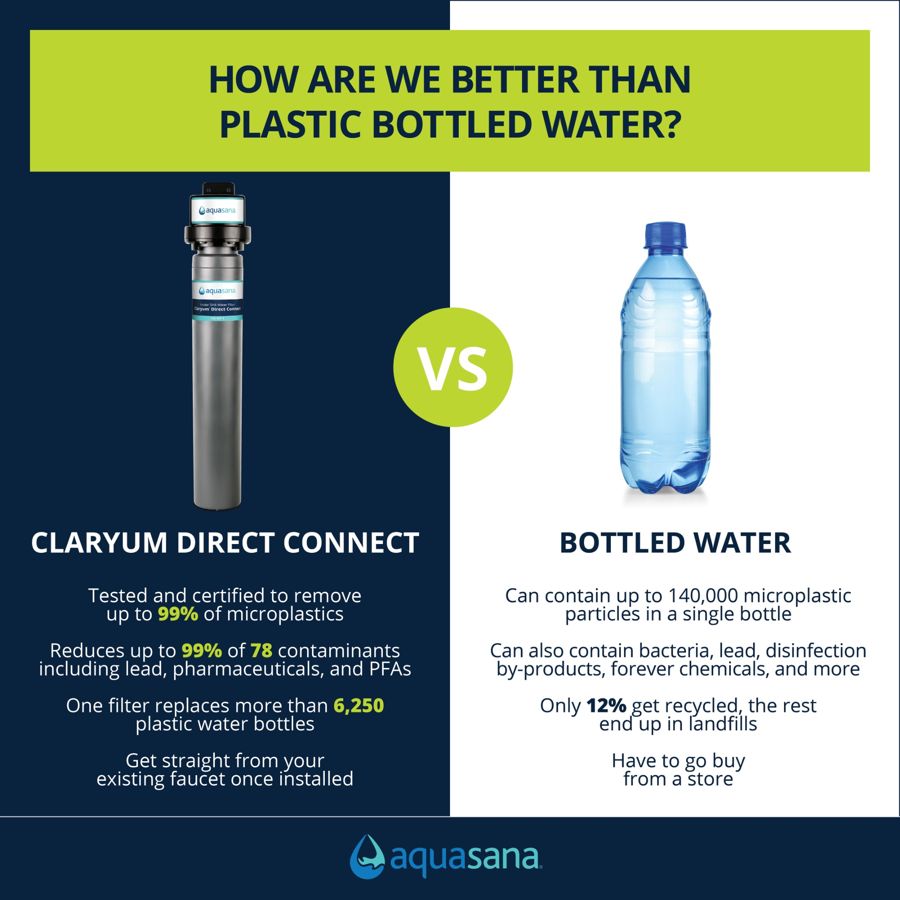 HOW ARE WE BETTER THAN
PLASTIC BOTTLED WATER?
aquasana
aquasana
Claryum® Direct Connect
VS
CLARYUM DIRECT CONNECT
Tested and certified to remove
up to 99% of microplastics
Reduces up to 99% of 78 contaminants
including lead, pharmaceuticals, and PFAs
One filter replaces more than 6,250
plastic water bottles
Get straight from your
existing faucet once installed
BOTTLED WATER
Can contain up to 140,000 microplastic
particles in a single bottle
Can also contain bacteria, lead, disinfection
by-products, forever chemicals, and more
Only 12% get recycled, the rest
end up in landfills
Have to go buy
from a store
aquasana